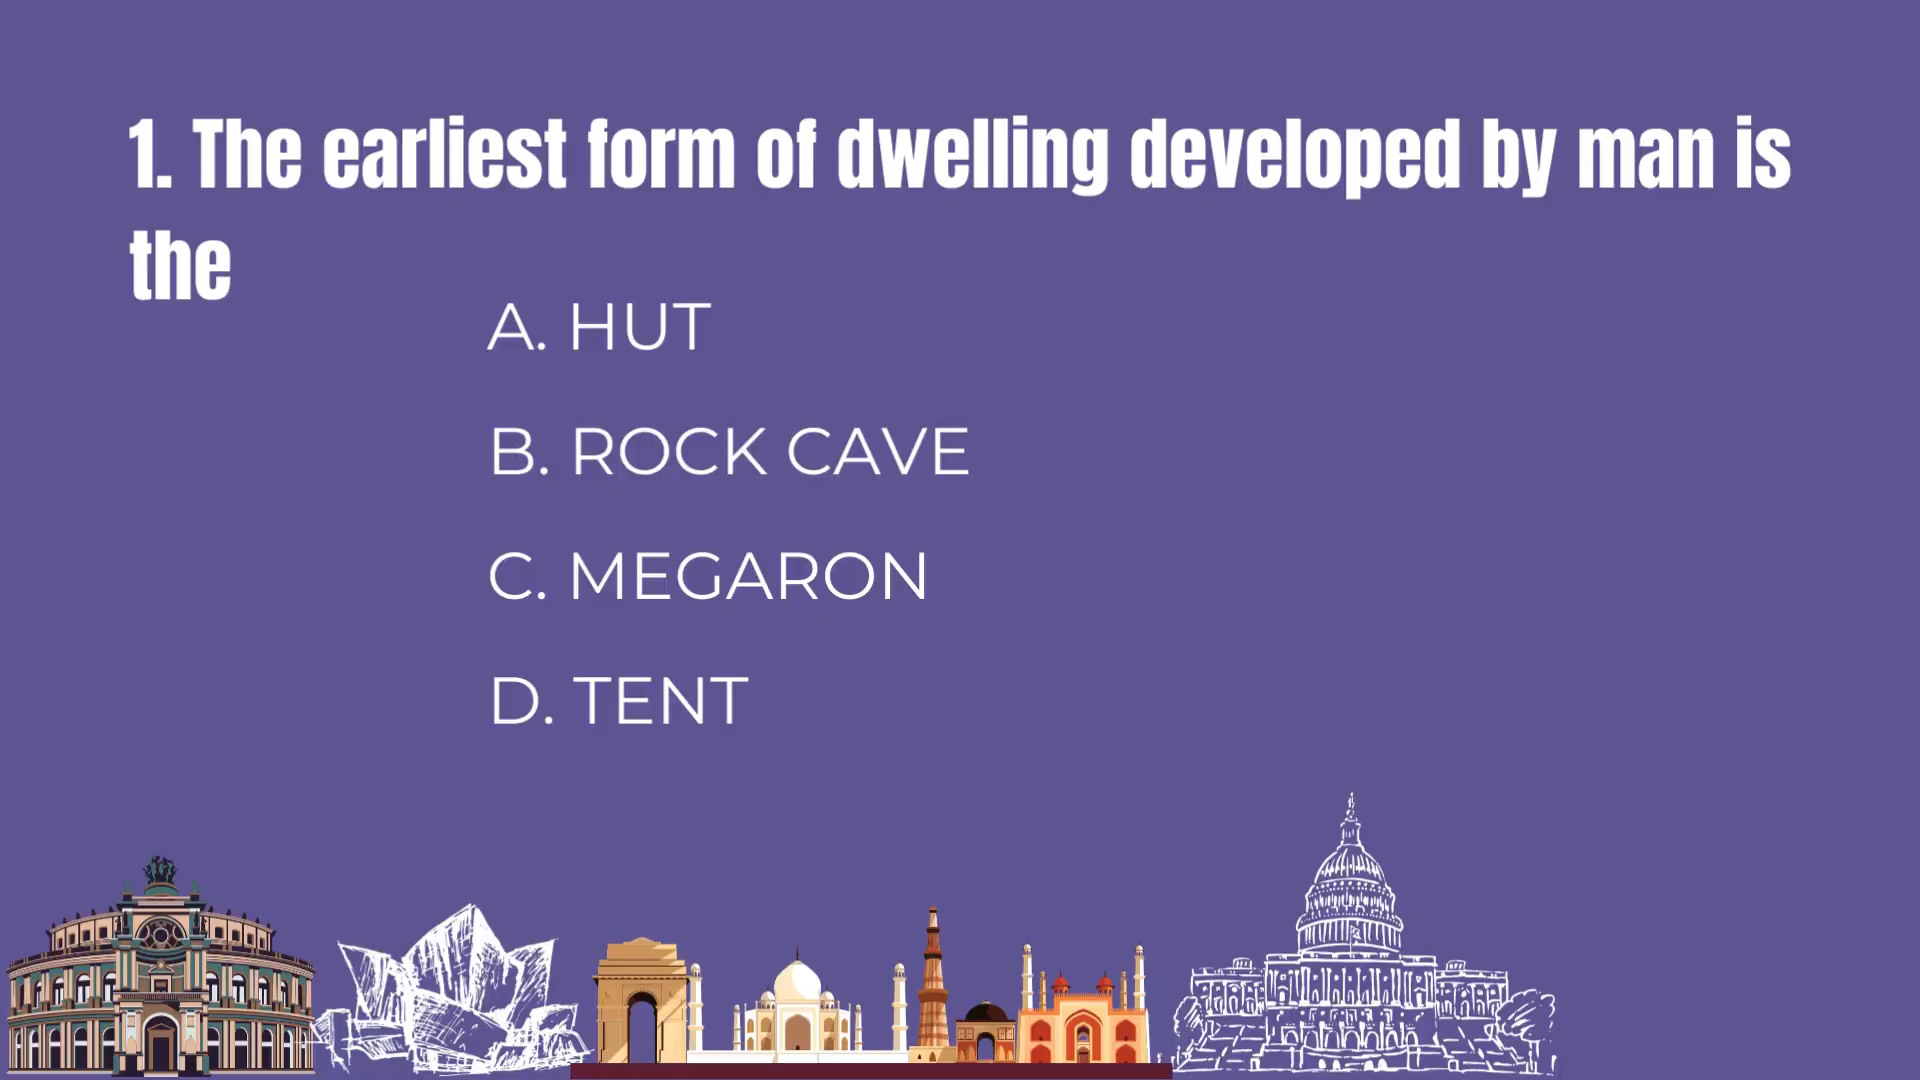 1. The earliest form of dwelling developed by man is
the
A. HUT
B. ROCK CAVE
C. MEGARON
D. TENT